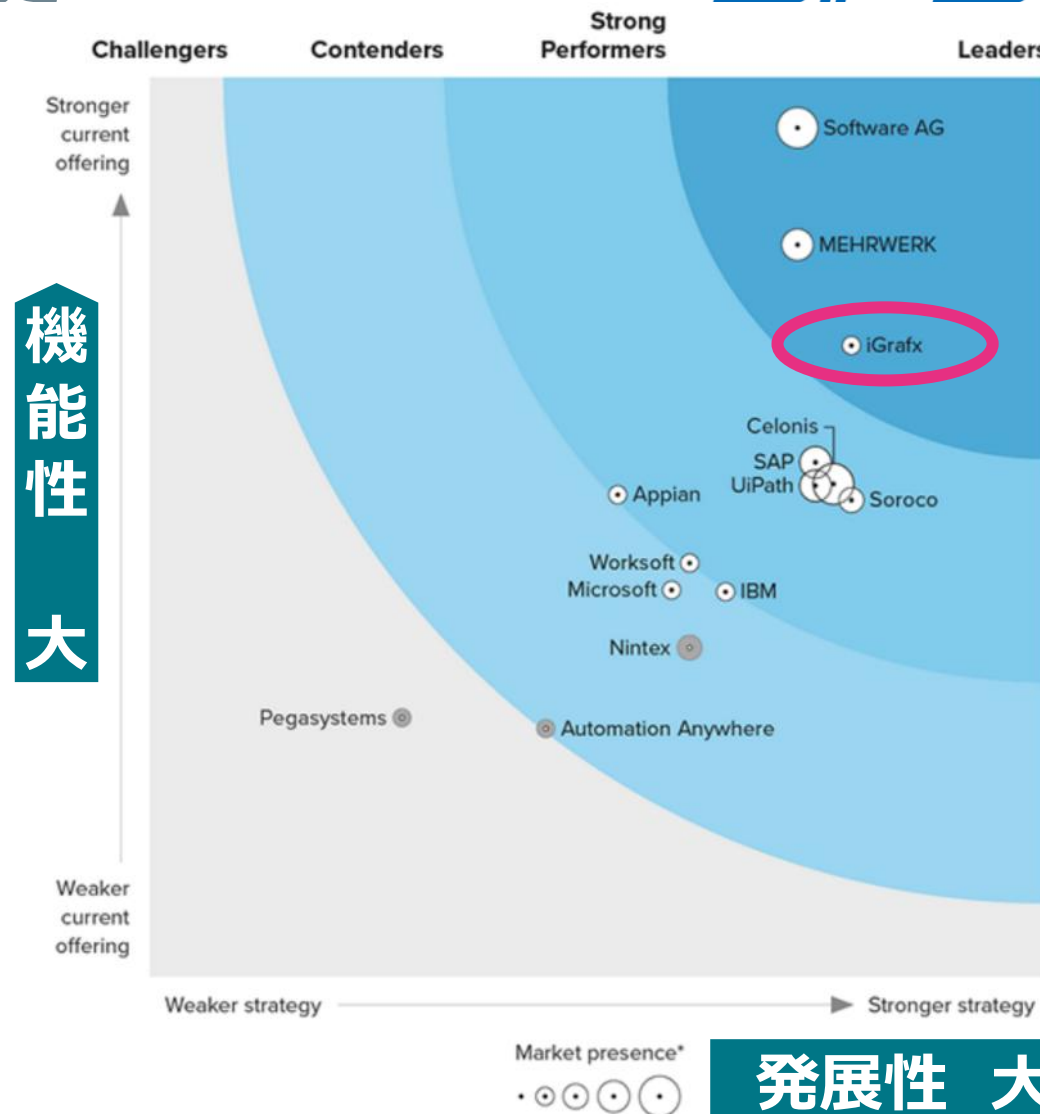 Challengers
Contenders
Strong
Performers
Leaders
Stronger
current
offering
Software AG
MEHRWERK
iGrafx
機能性 大
Celonis
SAP
UiPath
Soroco
Appian
Worksoft
Microsoft
IBM
Nintex
Pegasystems
Automation Anywhere
Weaker
current
offering
Weaker strategy
Stronger strategy
Market presence*
発展性 大